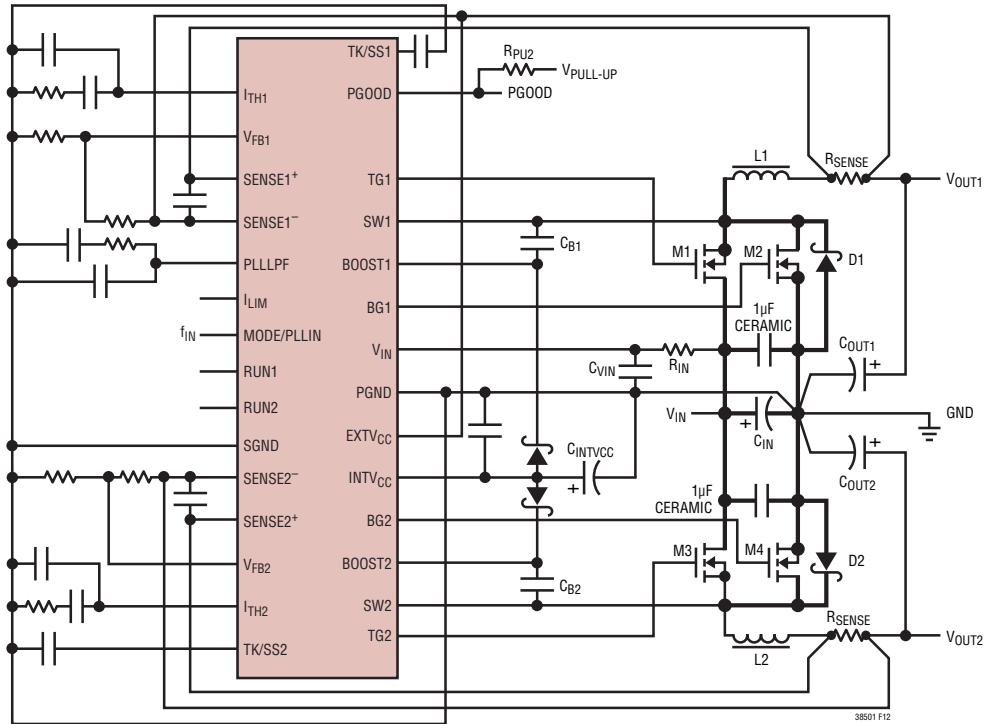 TK/SS1
RPU2
VPULL-UP
PGOOD
PGOOD
ITH1
VFB1
L1
RSENSE
SENSE1+
TG1
VOUT1
SENSE1−
SW1
CB1
M1
M2
D1
PLLLPF
BOOST1
ILIM
BG1
1µF
CERAMIC
fIN
MODE/PLLIN
VIN
RIN
CVIN
COUT1
RUN1
PGND
RUN2
VIN
CIN
GND
EXTVCC
SGND
CINTVCC
COUT2
SENSE2−
INTVCC
1µF
CERAMIC
SENSE2+
BG2
M3
M4
D2
VFB2
BOOST2
CB2
ITH2
SW2
RSENSE
TG2
VOUT2
TK/SS2
L2
38501 F12
+
+
+
+